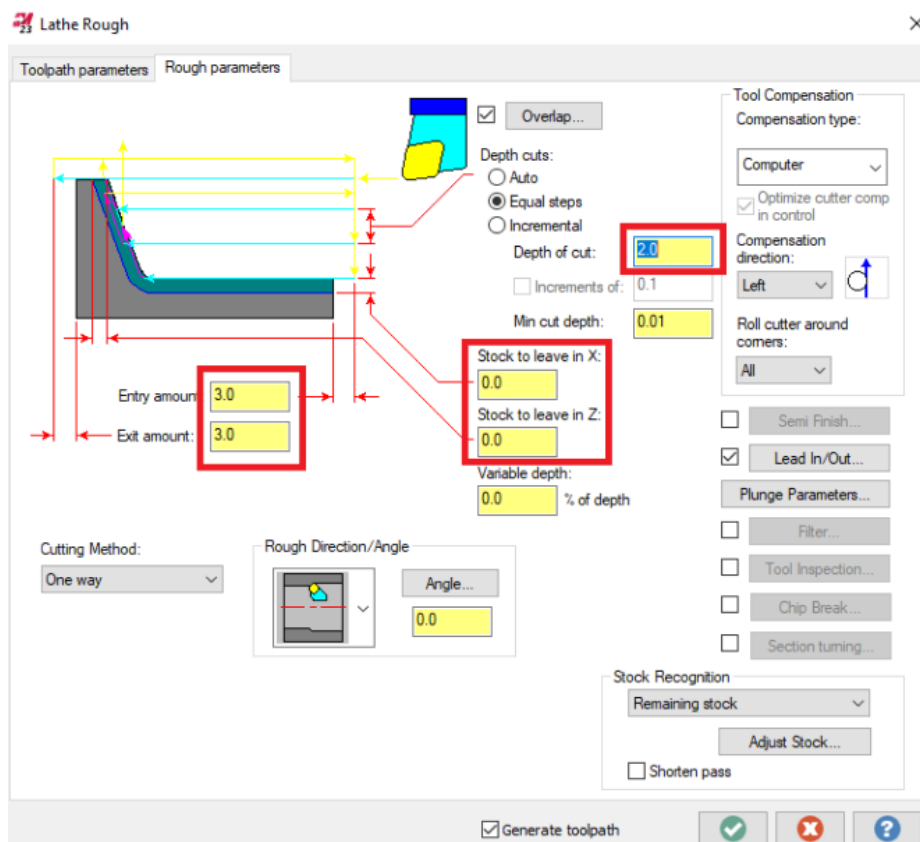 23 Lathe Rough
Toolpath parameters
Rough parameters
Overlap...
Depth cuts:
Auto
Equal steps
Incremental
Depth of cut:
2.0
Increments of:
0.1
Min cut depth:
0.01
Stock to leave in X:
0.0
Stock to leave in Z:
0.0
Variable depth:
0.0
% of depth
Entry amoun
3.0
Exit amount:
3.0
Cutting Method:
One way
Rough Direction/Angle
Angle...
0.0
Tool Compensation
Compensation type:
Computer
Optimize cutter comp
in control
Compensation
direction:
Left
Roll cutter around
corners:
All
Semi Finish...
Lead In/Out...
Plunge Parameters...
Filter...
Tool Inspection...
Chip Break...
Section turning...
Stock Recognition
Remaining stock
Adjust Stock...
Shorten pass
Generate toolpath
?